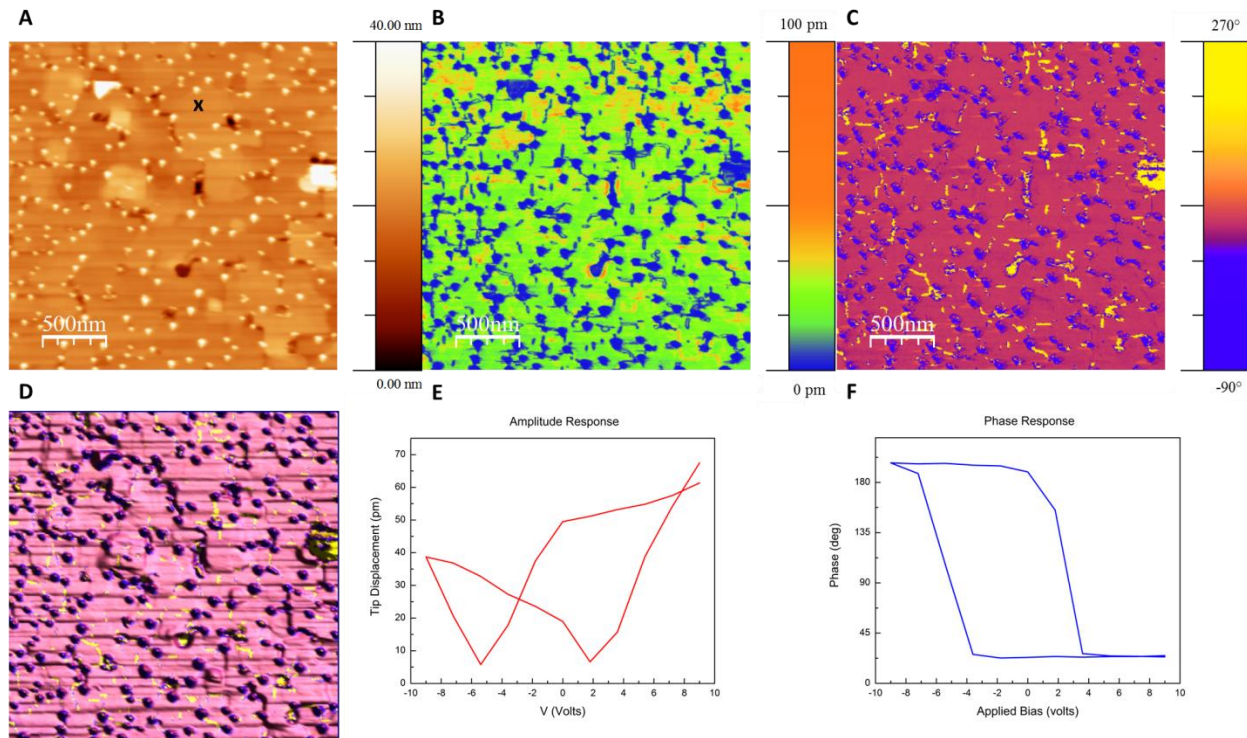 A
40.00 nm
B
100 pm
C
270°
x
500nm
500nm
500nm
0.00 nm
0 pm
-90°
D
E
F
Amplitude Response
Phase Response
70
60
50
40
30
20
10
0
Tip Displacement (pm)
-10 -8 -6 -4 -2 0 2 4 6 8 10
V (Volts)
180
135
90
45
0
Phase (deg)
-10 -8 -6 -4 -2 0 2 4 6 8 10
Applied Bias (volts)